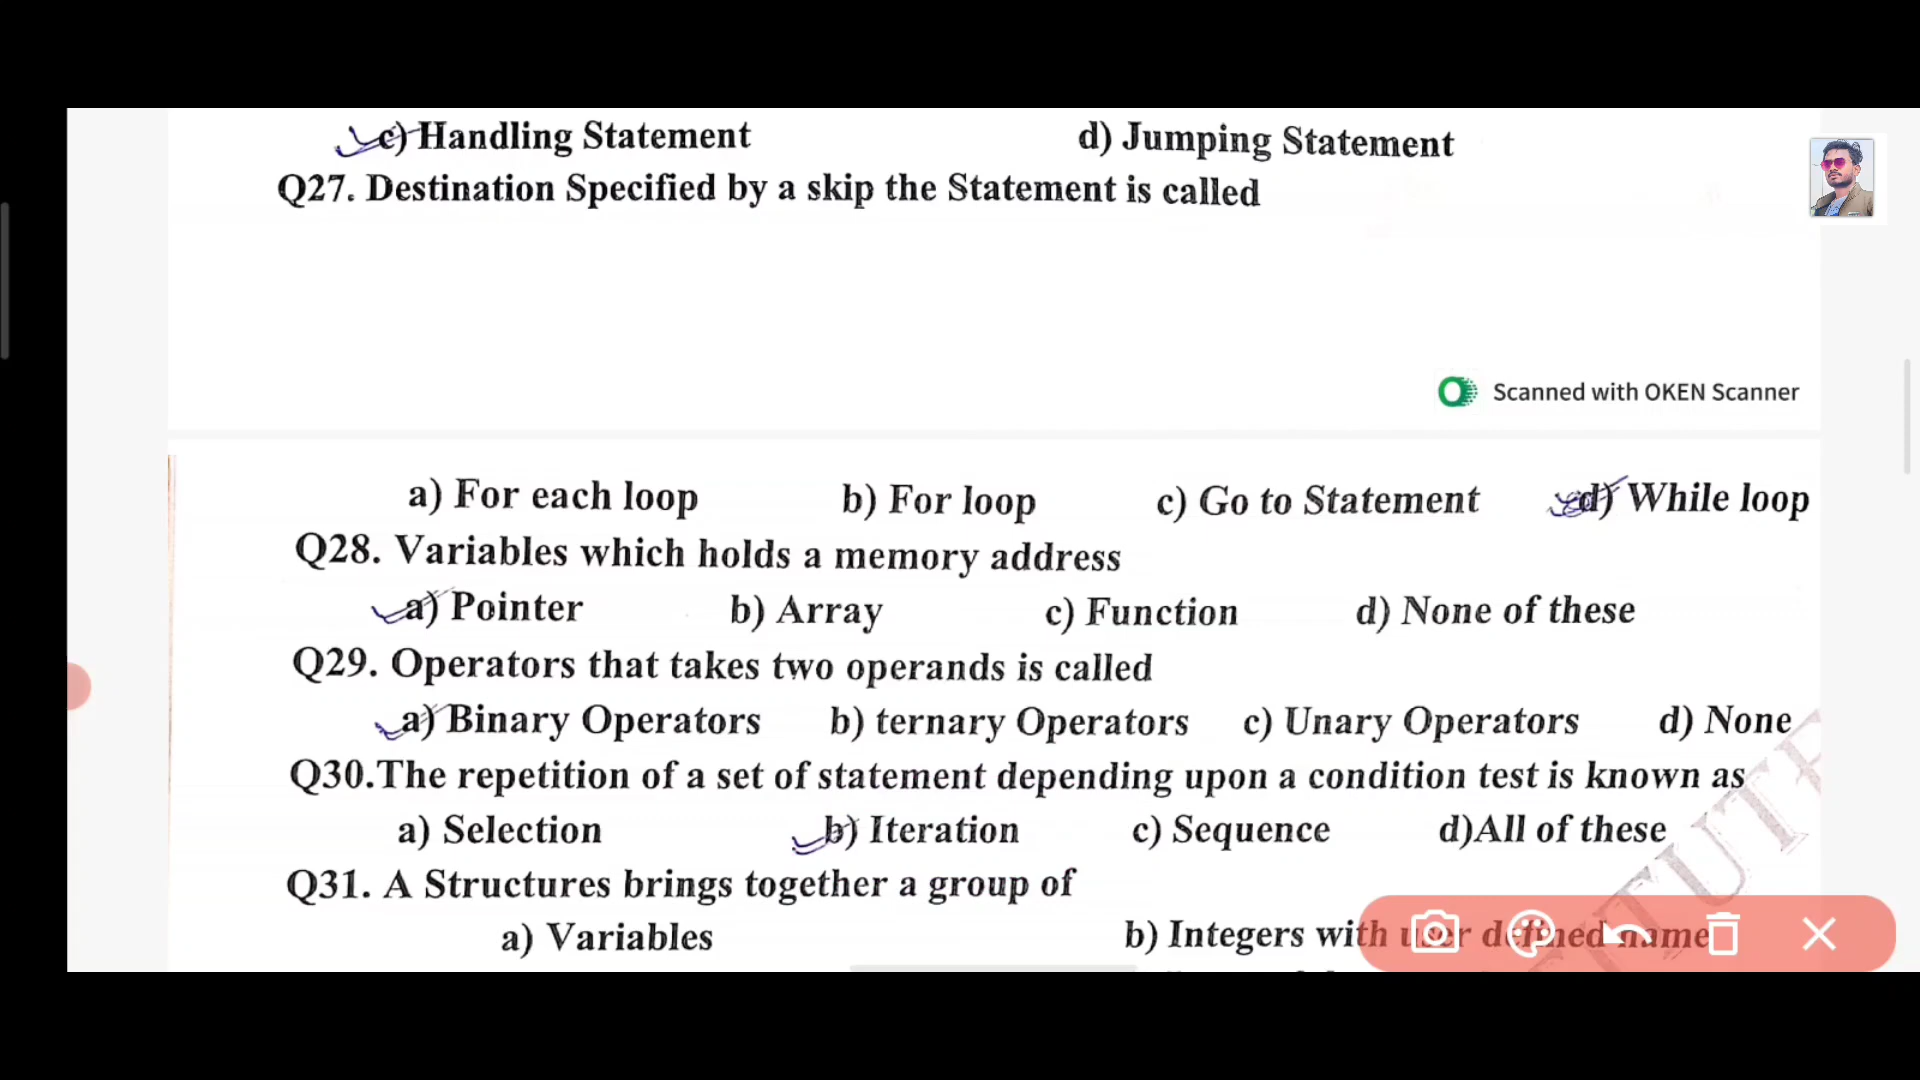 c) Handling Statement d) Jumping Statement
Q27. Destination Specified by a skip the Statement is called
Scanned with OKEN Scanner
a) For each loop b) For loop c) Go to Statement d) While loop
Q28. Variables which holds a memory address
a) Pointer b) Array c) Function d) None of these
Q29. Operators that takes two operands is called
a) Binary Operators b) ternary Operators c) Unary Operators d) None
Q30.The repetition of a set of statement depending upon a condition test is known as
a) Selection b) Iteration c) Sequence d)All of these
Q31. A Structures brings together a group of
a) Variables b) Integers with user defined name